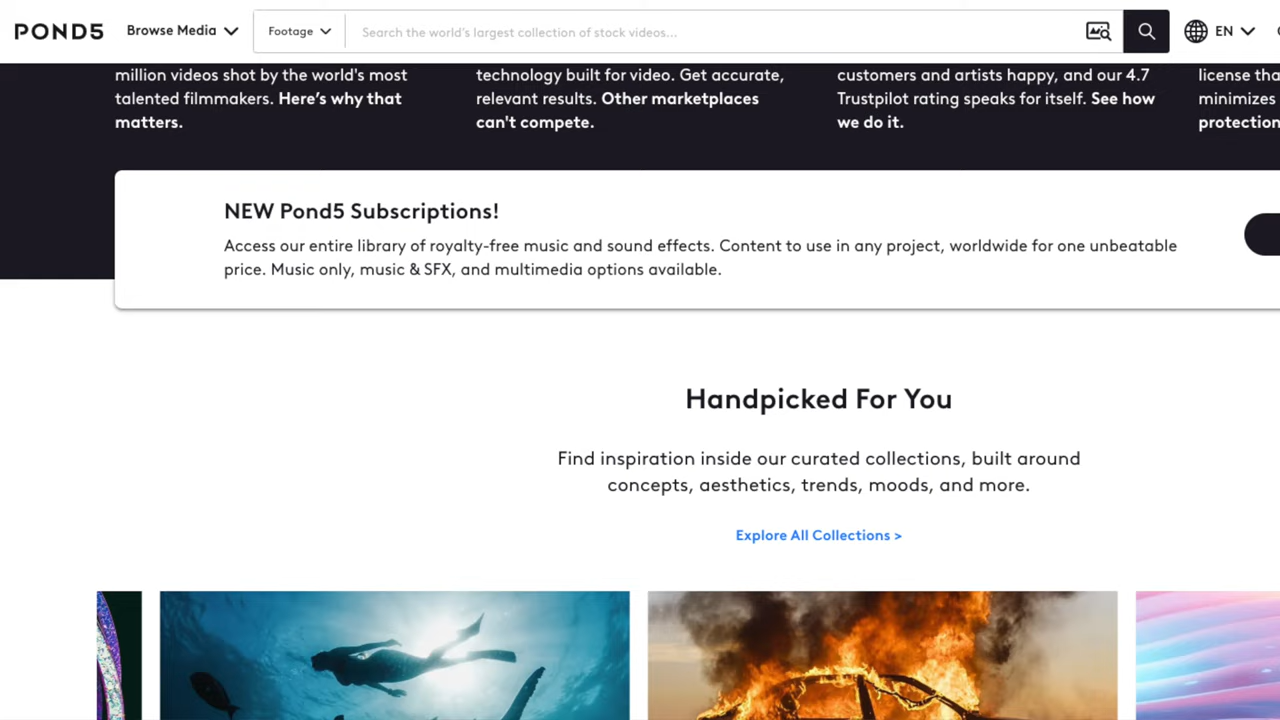 POND5 Browse Media Footage Search the world's largest collection of stock videos... EN
million videos shot by the world's most
talented filmmakers. Here's why that
matters.
technology built for video. Get accurate,
relevant results. Other marketplaces
can't compete.
customers and artists happy, and our 4.7
Trustpilot rating speaks for itself. See how
we do it.
license tha
minimizes
protection
NEW Pond5 Subscriptions!
Access our entire library of royalty-free music and sound effects. Content to use in any project, worldwide for one unbeatable
price. Music only, music & SFX, and multimedia options available.
Handpicked For You
Find inspiration inside our curated collections, built around
concepts, aesthetics, trends, moods, and more.
Explore All Collections >